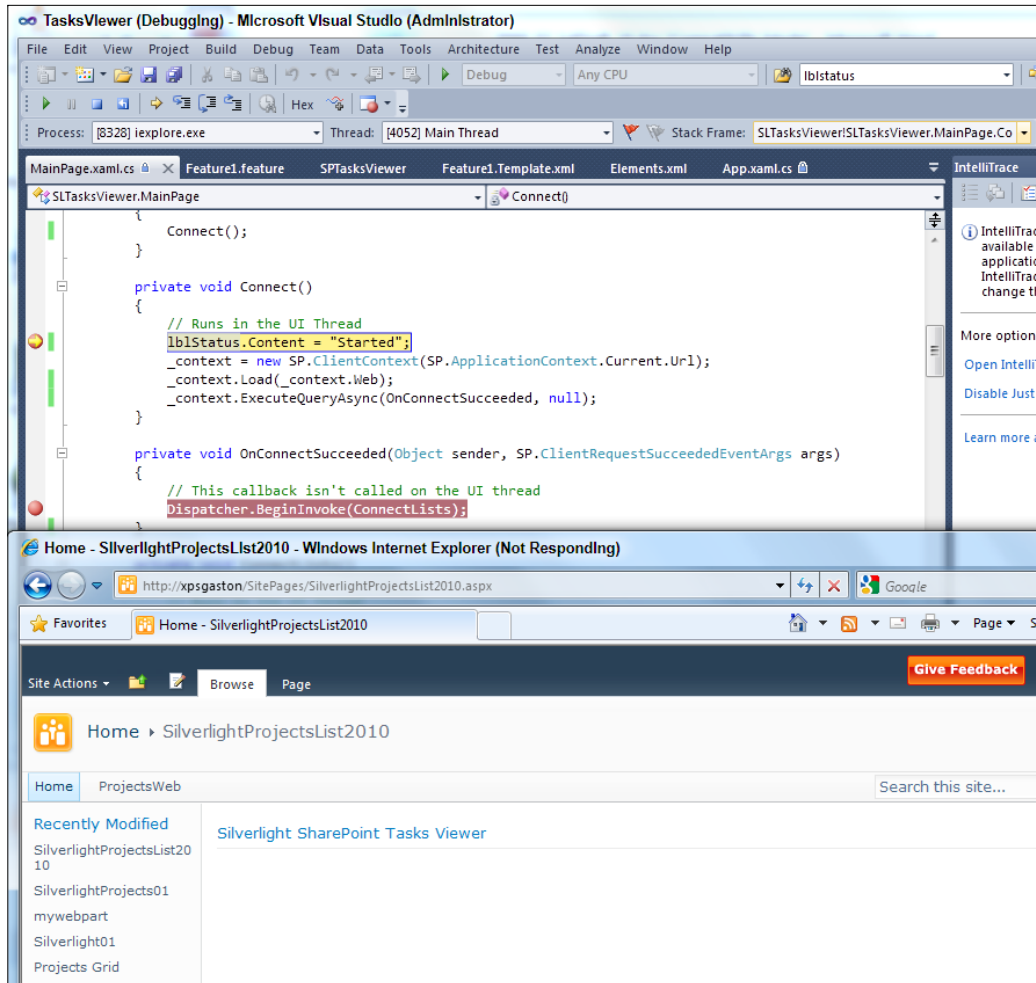 TasksViewer (Debugging) - Microsoft Visual Studio (Administrator)
File Edit View Project Build Debug Team Data Tools Architecture Test Analyze Window Help
Debug Any CPU lblstatus
Hex
Process: [8328] iexplore.exe Thread: [4052] Main Thread Stack Frame: SLTasksViewer!SLTasksViewer.MainPage.Co
MainPage.xaml.cs Feature1.feature SPTasksViewer Feature1.Template.xml Elements.xml App.xaml.cs IntelliTrace
SLTasksViewer.MainPage Connect()
{
Connect();
}
IntelliTrac
available
applicatio
IntelliTrac
change th
private void Connect()
{
// Runs in the UI Thread
lblStatus.Content = "Started";
_context = new SP.ClientContext(SP.ApplicationContext.Current.Url);
_context.Load(_context.Web);
_context.ExecuteQueryAsync(OnConnectSucceeded, null);
}
More option
Open Intelli
Disable Just
Learn more a
private void OnConnectSucceeded(Object sender, SP.ClientRequestSucceededEventArgs args)
{
// This callback isn't called on the UI thread
Dispatcher.BeginInvoke(ConnectLists);
}
Home - SilverlightProjectsList2010 - Windows Internet Explorer (Not Responding)
http://xpsgaston/SitePages/SilverlightProjectsList2010.aspx Google
Favorites Home - SilverlightProjectsList2010 Page S
Give Feedback
Site Actions Browse Page
Home SilverlightProjectsList2010
Home ProjectsWeb Search this site...
Recently Modified
SilverlightProjectsList20
10
SilverlightProjects01
mywebpart
Silverlight01
Projects Grid
Silverlight SharePoint Tasks Viewer